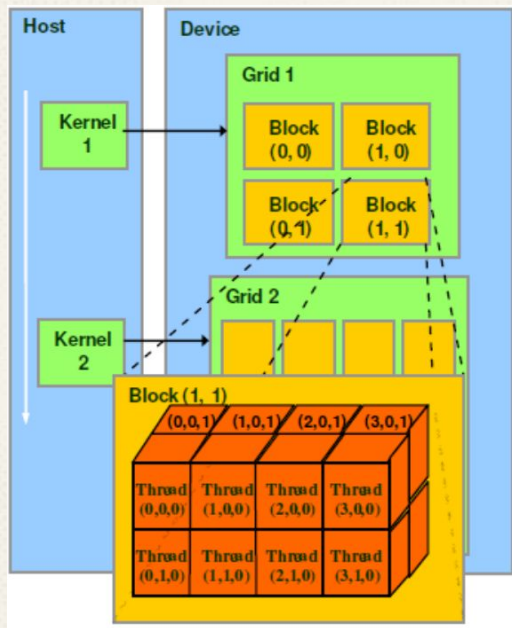 Host
Device
Grid 1
Kernel
1
Block
(0, 0)
Block
(1, 0)
Block
(0, 1)
Block
(1, 1)
Grid 2
Kernel
2
Block (1, 1)
(0,0,1)
(1,0,1)
(2,0,1)
(3,0,1)
Thread
(0,0,0)
Thread
(1,0,0)
Thread
(2,0,0)
Thread
(3,0,0)
Thread
(0,1,0)
Thread
(1,1,0)
Thread
(2,1,0)
Thread
(3,1,0)